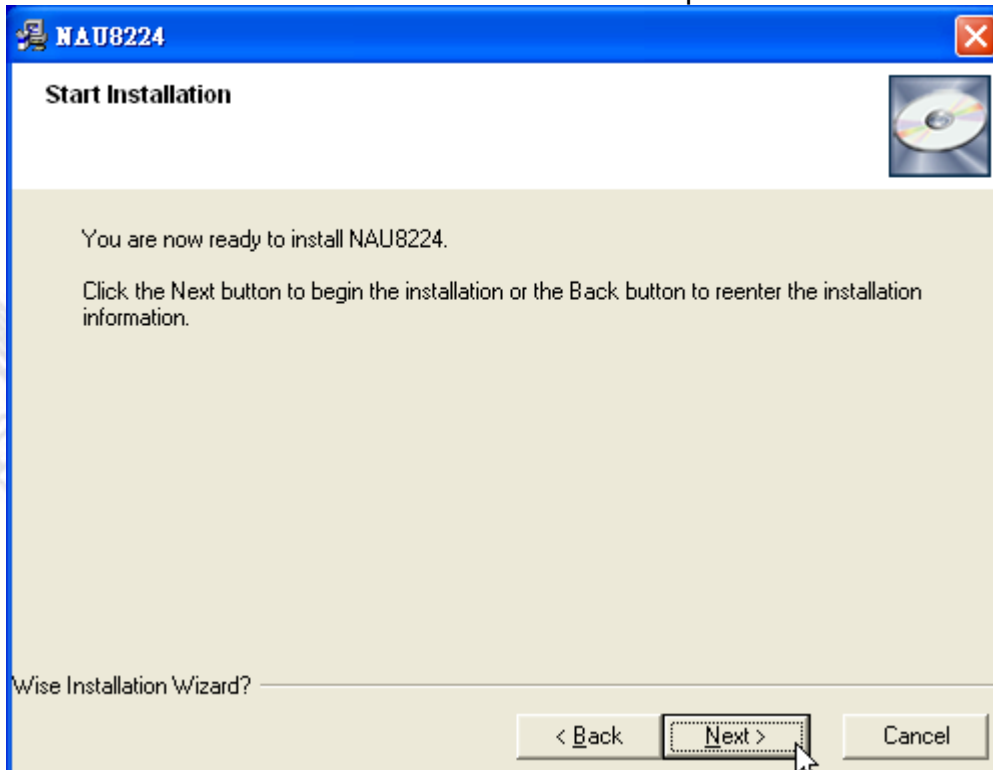 NAU8224
Start Installation
You are now ready to install NAU8224.
Click the Next button to begin the installation or the Back button to reenter the installation
information.
Wise Installation Wizard?
< Back
Next >
Cancel